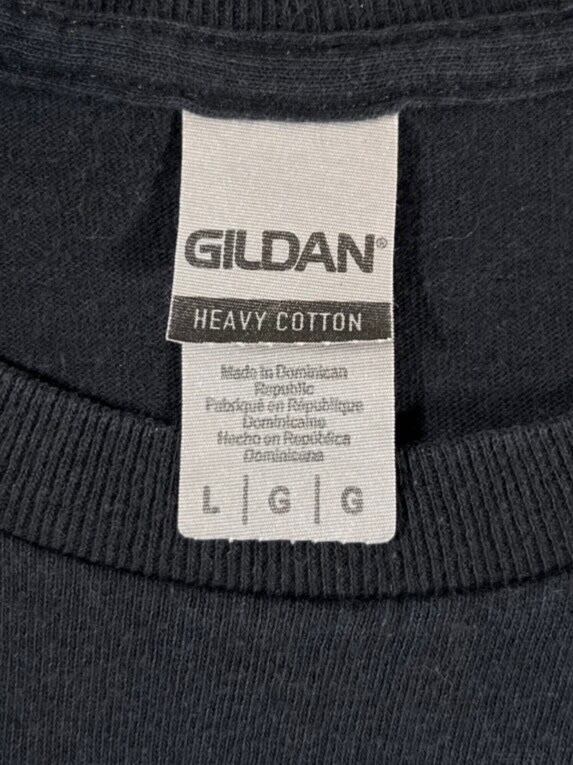 GILDAN®
HEAVY COTTON
Made in Dominican
Republic
Fabriqué en République
Dominicaine
Hecho en República
Dominicana
L | G | G